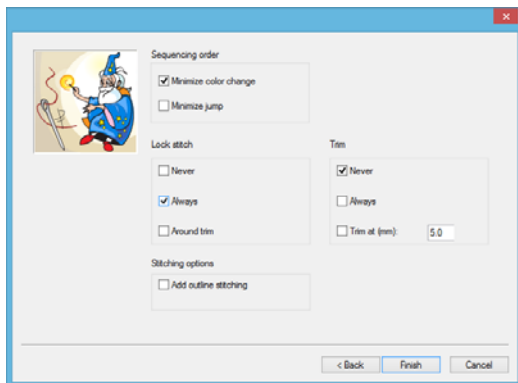 Sequencing order
Minimize color change
Minimize jump
Lock stitch
Never
Always
Around trim
Trim
Never
Always
Trim at (mm): 5.0
Stitching options
Add outline stitching
< Back Finish Cancel